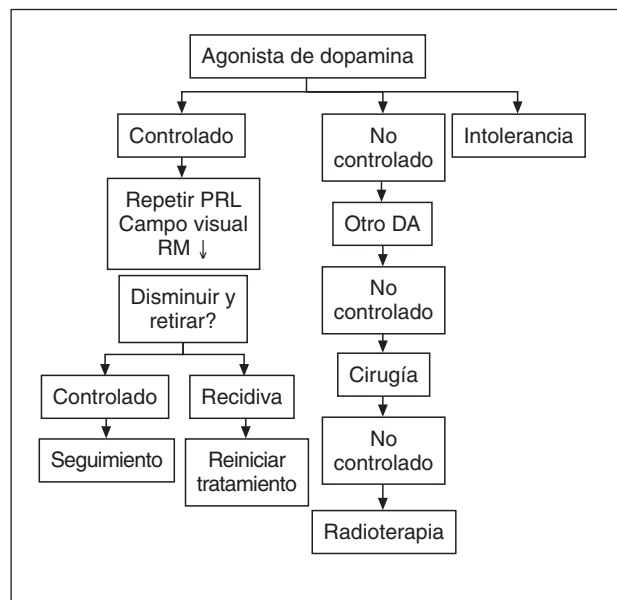 Agonista de dopamina
Controlado
No
controlado
Intolerancia
Repetir PRL
Campo visual
RM ↓
Otro DA
Disminuir y
retirar?
No
controlado
Controlado
Recidiva
Cirugía
Seguimiento
Reiniciar
tratamiento
No
controlado
Radioterapia